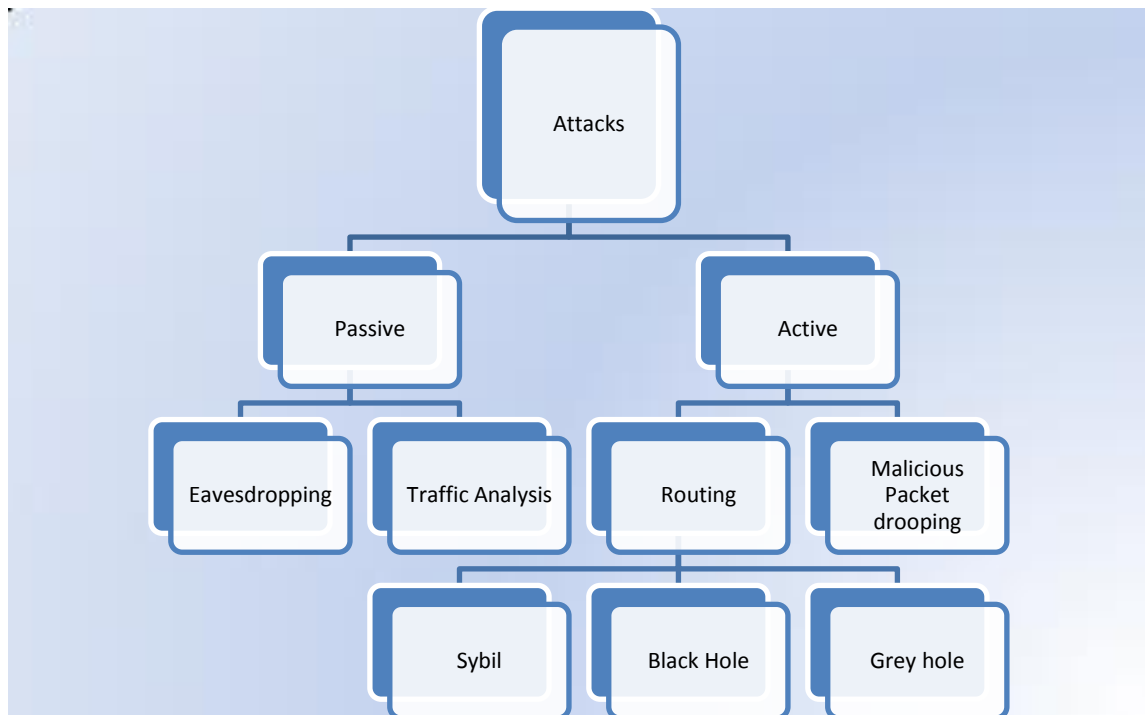 Attacks
Passive
Active
Eavesdropping
Traffic Analysis
Routing
Malicious
Packet
drooping
Sybil
Black Hole
Grey hole